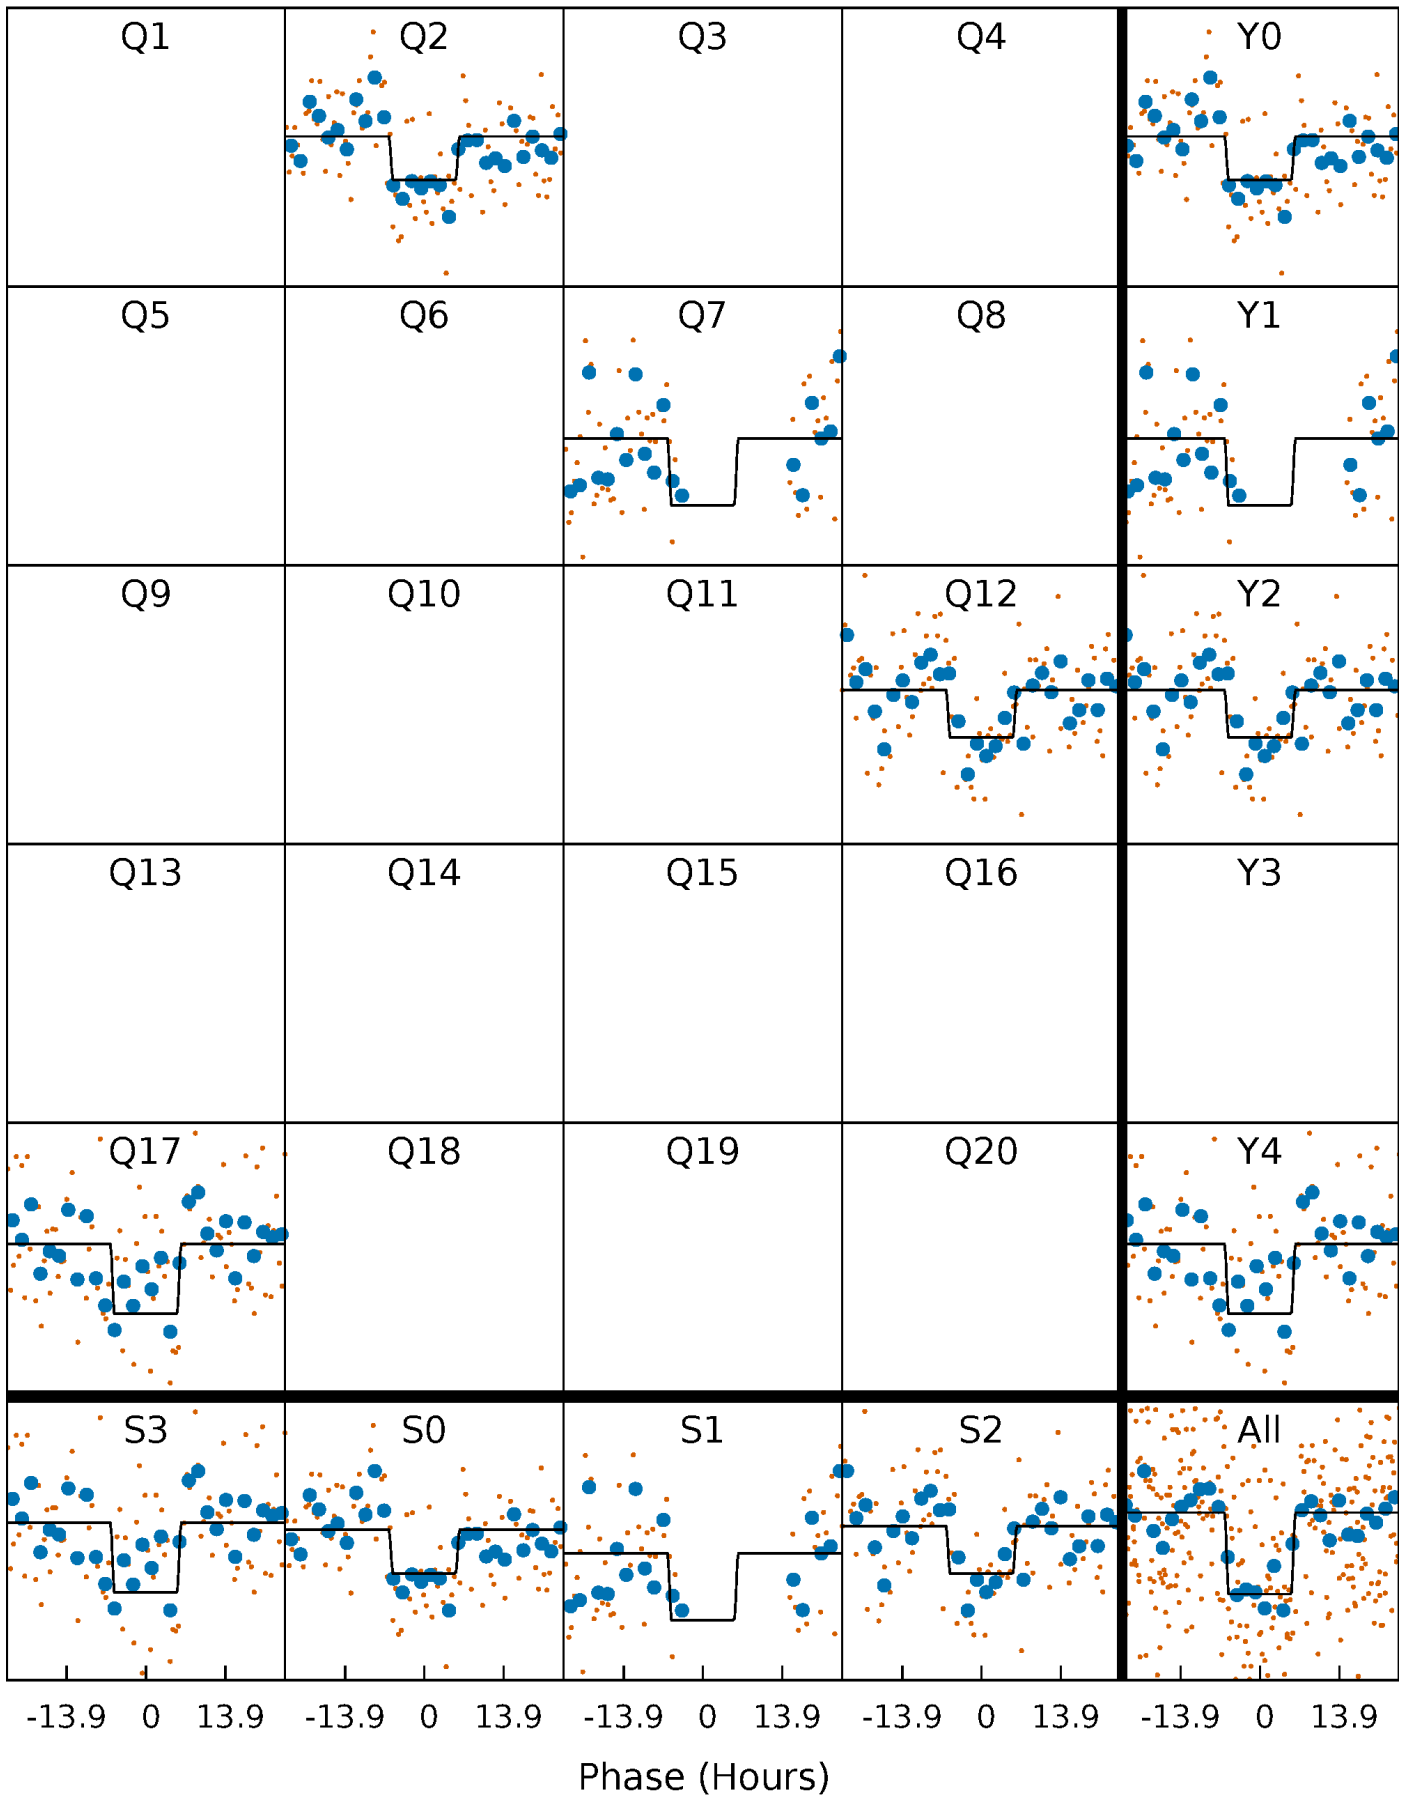 Q1 Q2 Q3 Q4 Y0
Q5 Q6 Q7 Q8 Y1
Q9 Q10 Q11 Q12 Y2
Q13 Q14 Q15 Q16 Y3
Q17 Q18 Q19 Q20 Y4
S3 S0 S1 S2 All
-13.9 0 13.9 -13.9 0 13.9 -13.9 0 13.9 -13.9 0 13.9 -13.9 0 13.9
Phase (Hours)